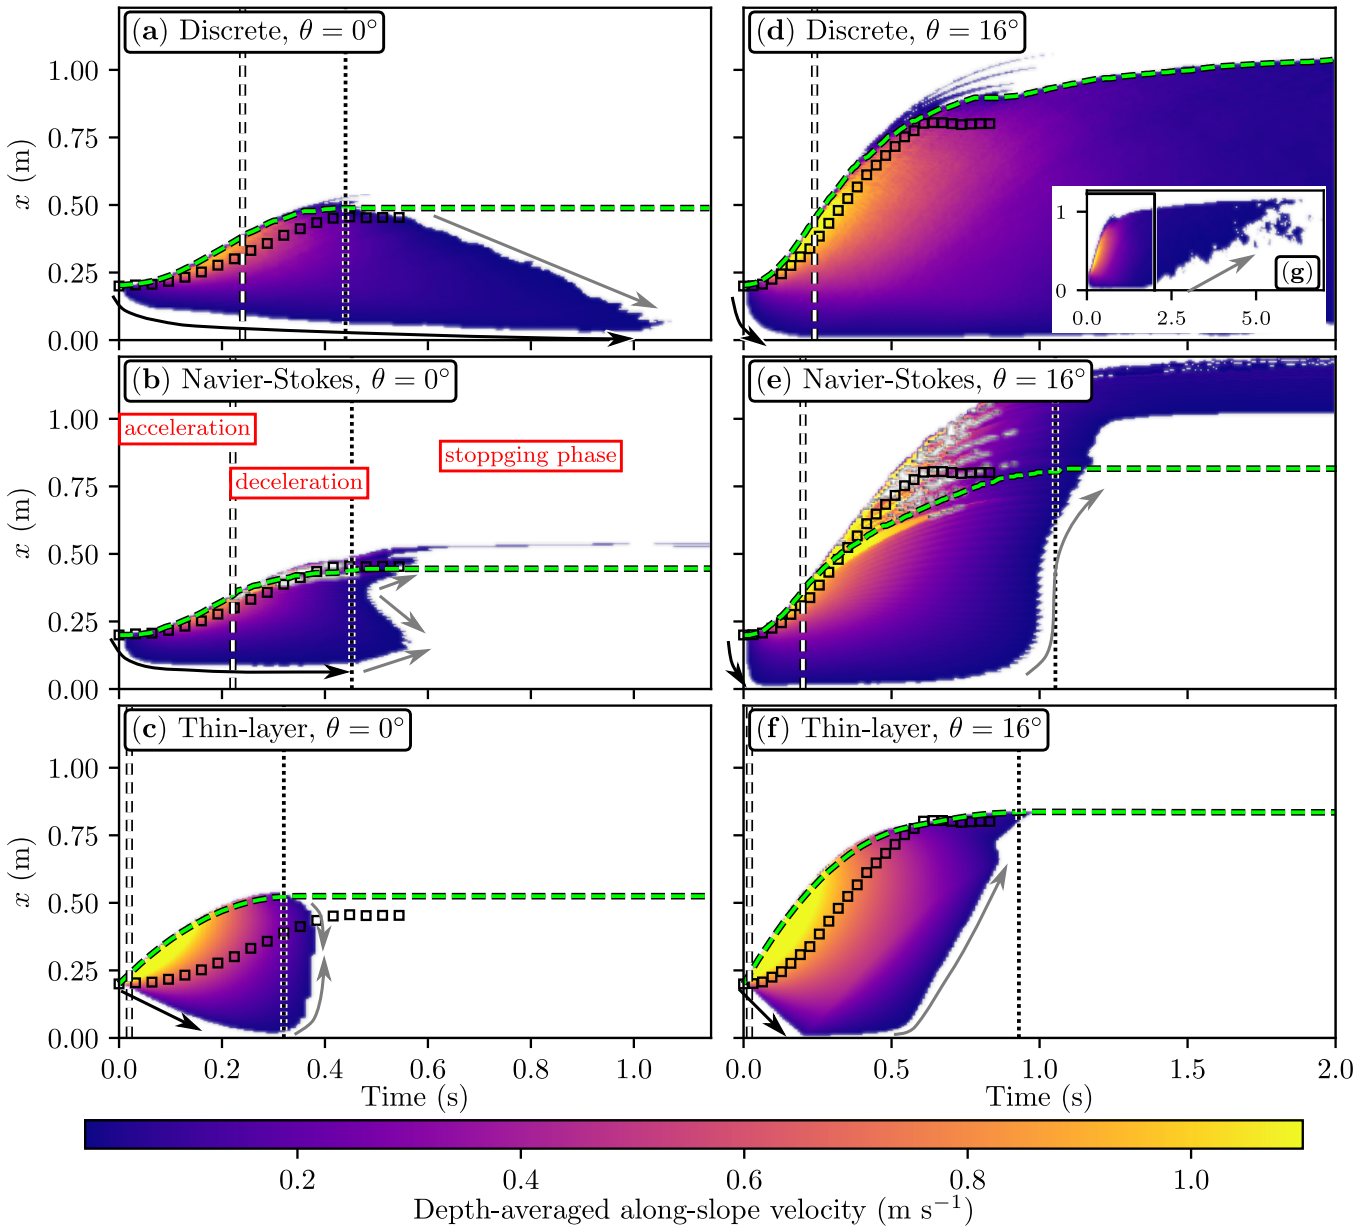 (a) Discrete, θ = 0°
(d) Discrete, θ = 16°
1.00
0.75
0.50
0.25
0.00
x (m)
1
0
0.0 2.5 5.0
(g)
(b) Navier-Stokes, θ = 0°
(e) Navier-Stokes, θ = 16°
acceleration
deceleration
stoppging phase
1.00
0.75
0.50
0.25
0.00
x (m)
(c) Thin-layer, θ = 0°
(f) Thin-layer, θ = 16°
1.00
0.75
0.50
0.25
0.00
x (m)
0.0 0.2 0.4 0.6 0.8 1.0
0.0 0.5 1.0 1.5 2.0
Time (s)
Time (s)
0.2 0.4 0.6 0.8 1.0
Depth-averaged along-slope velocity (m s⁻¹)